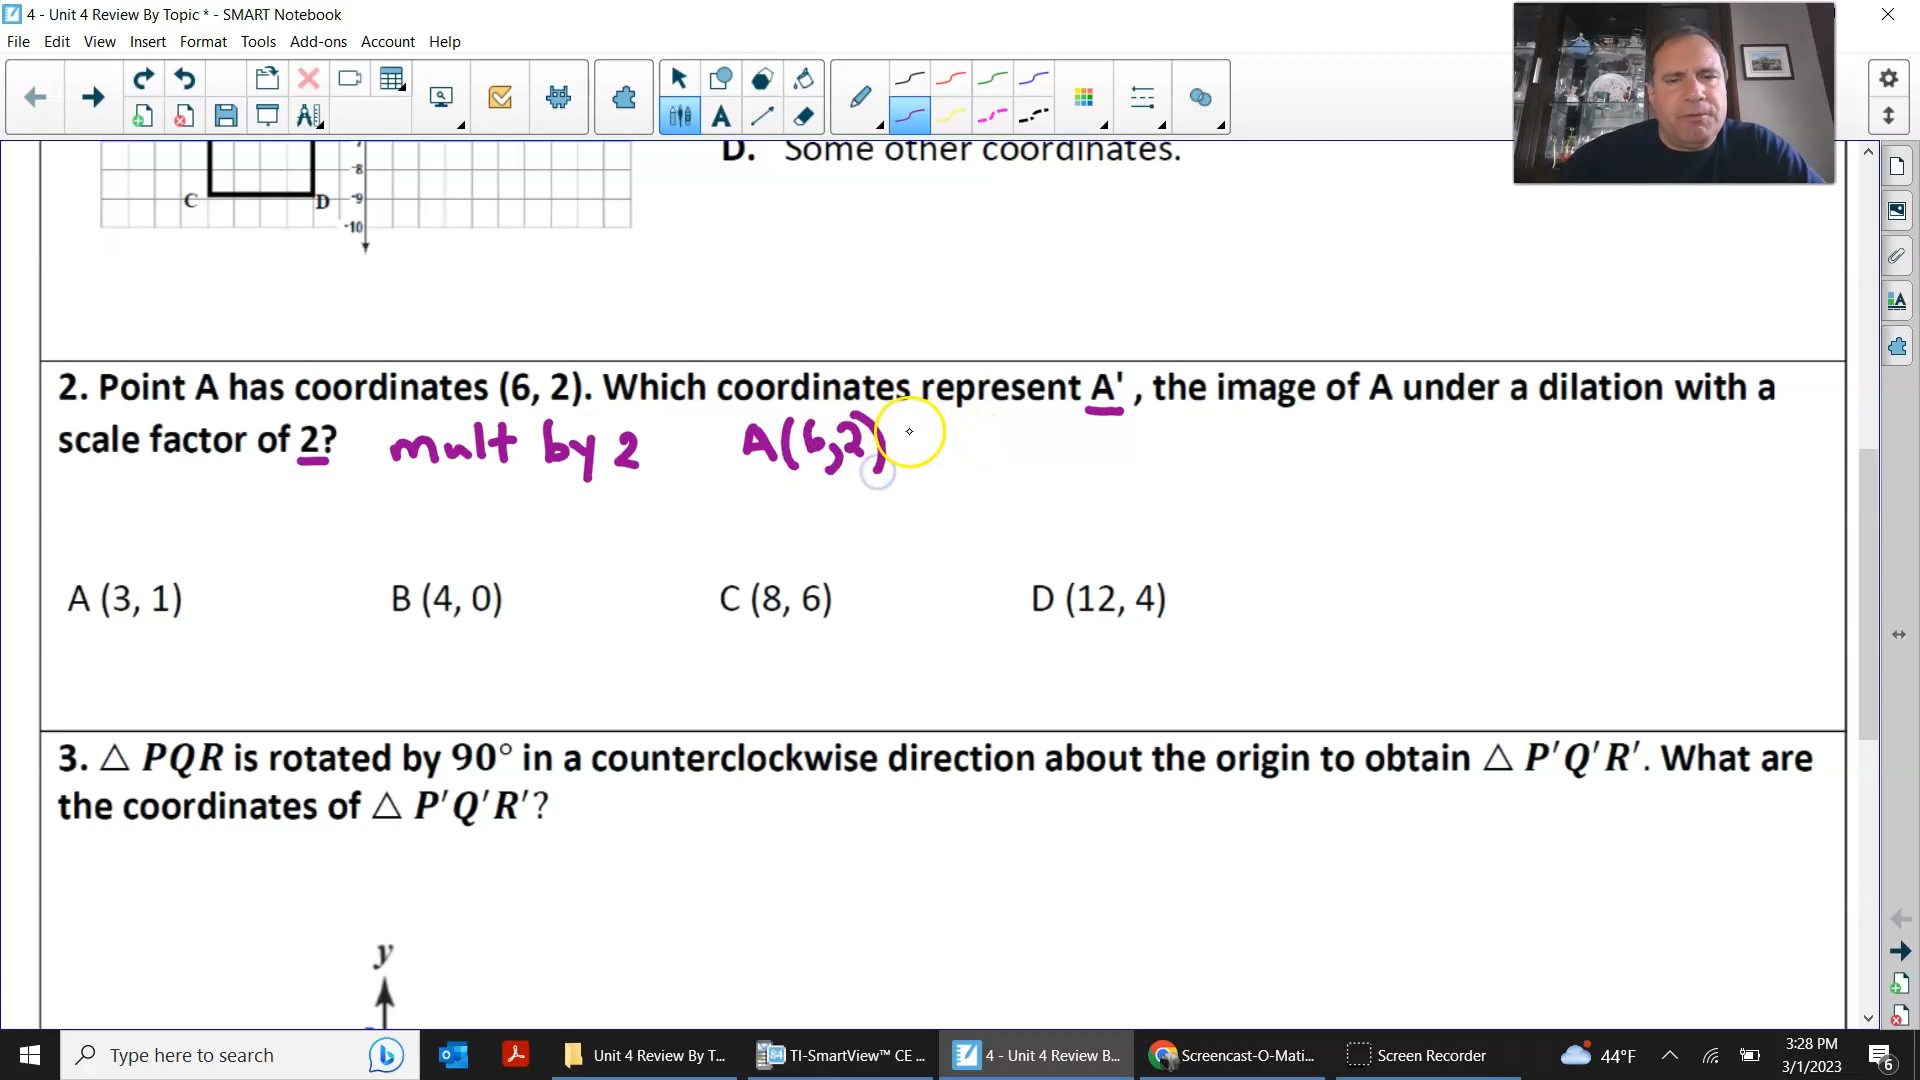 4 - Unit 4 Review By Topic * - SMART Notebook
File Edit View Insert Format Tools Add-ons Account Help
D. Some other coordinates.
-8
C D -9
-10
2. Point A has coordinates (6, 2). Which coordinates represent A' , the image of A under a dilation with a
scale factor of 2? mult by 2 A(6,2)
A (3, 1) B (4, 0) C (8, 6) D (12, 4)
3. △ PQR is rotated by 90° in a counterclockwise direction about the origin to obtain △ P′Q′R′. What are
the coordinates of △ P′Q′R′?
y
Type here to search
Unit 4 Review By T...
TI-SmartView™ CE ...
4 - Unit 4 Review B...
Screencast-O-Mati...
Screen Recorder
44°F
3:28 PM
3/1/2023
6